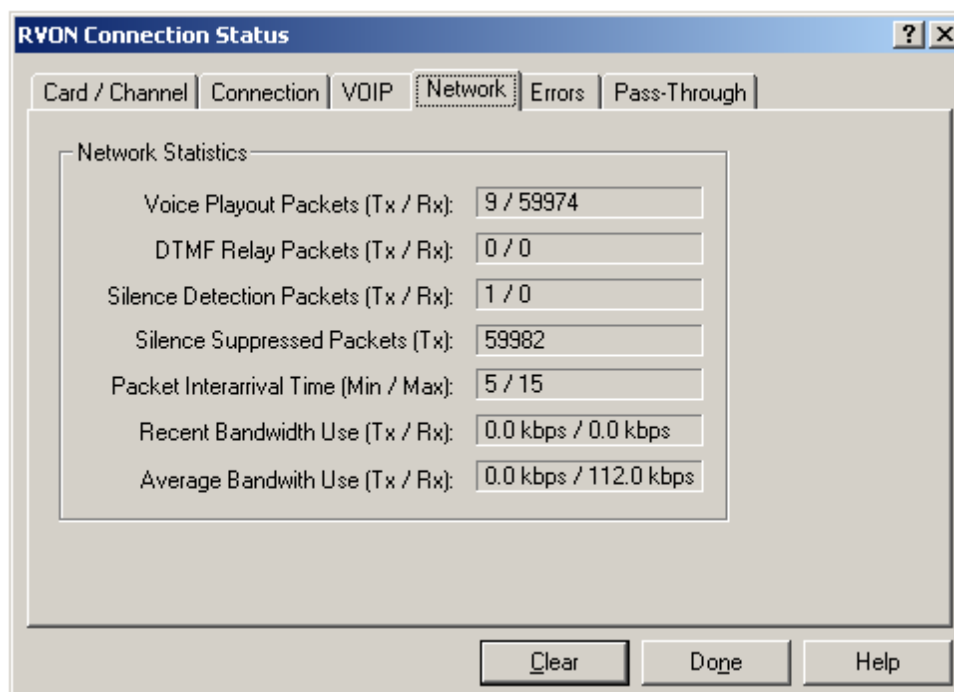 RVON Connection Status
Card / Channel Connection VOIP Network Errors Pass-Through
Network Statistics
Voice Playout Packets (Tx / Rx): 9 / 59974
DTMF Relay Packets (Tx / Rx): 0 / 0
Silence Detection Packets (Tx / Rx): 1 / 0
Silence Suppressed Packets (Tx): 59982
Packet Interarrival Time (Min / Max): 5 / 15
Recent Bandwidth Use (Tx / Rx): 0.0 kbps / 0.0 kbps
Average Bandwith Use (Tx / Rx): 0.0 kbps / 112.0 kbps
Clear Done Help